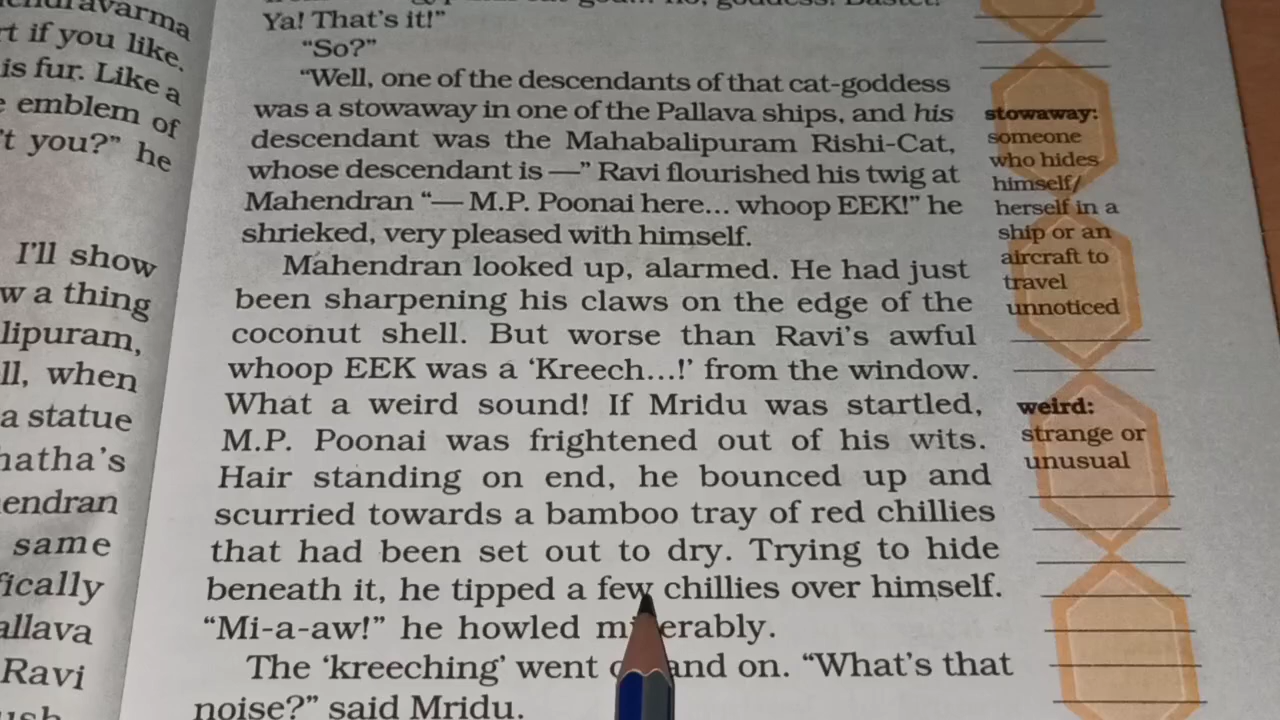 art if you like.
is fur. Like a
emblem of
't you?" he
I'll show
w a thing
lipuram,
ll, when
a statue
hatha's
endran
same
fically
allava
Ravi
Ya! That's it!"
"So?"
"Well, one of the descendants of that cat-goddess
was a stowaway in one of the Pallava ships, and his
descendant was the Mahabalipuram Rishi-Cat,
whose descendant is —" Ravi flourished his twig at
Mahendran "— M.P. Poonai here... whoop EEK!" he
shrieked, very pleased with himself.
Mahendran looked up, alarmed. He had just
been sharpening his claws on the edge of the
coconut shell. But worse than Ravi's awful
whoop EEK was a 'Kreech...!' from the window.
What a weird sound! If Mridu was startled,
M.P. Poonai was frightened out of his wits.
Hair standing on end, he bounced up and
scurried towards a bamboo tray of red chillies
that had been set out to dry. Trying to hide
beneath it, he tipped a few chillies over himself.
"Mi-a-aw!" he howled miserably.
The 'kreeching' went on and on. "What's that
noise?" said Mridu.
stowaway:
someone
who hides
himself/
herself in a
ship or an
aircraft to
travel
unnoticed
weird:
strange or
unusual